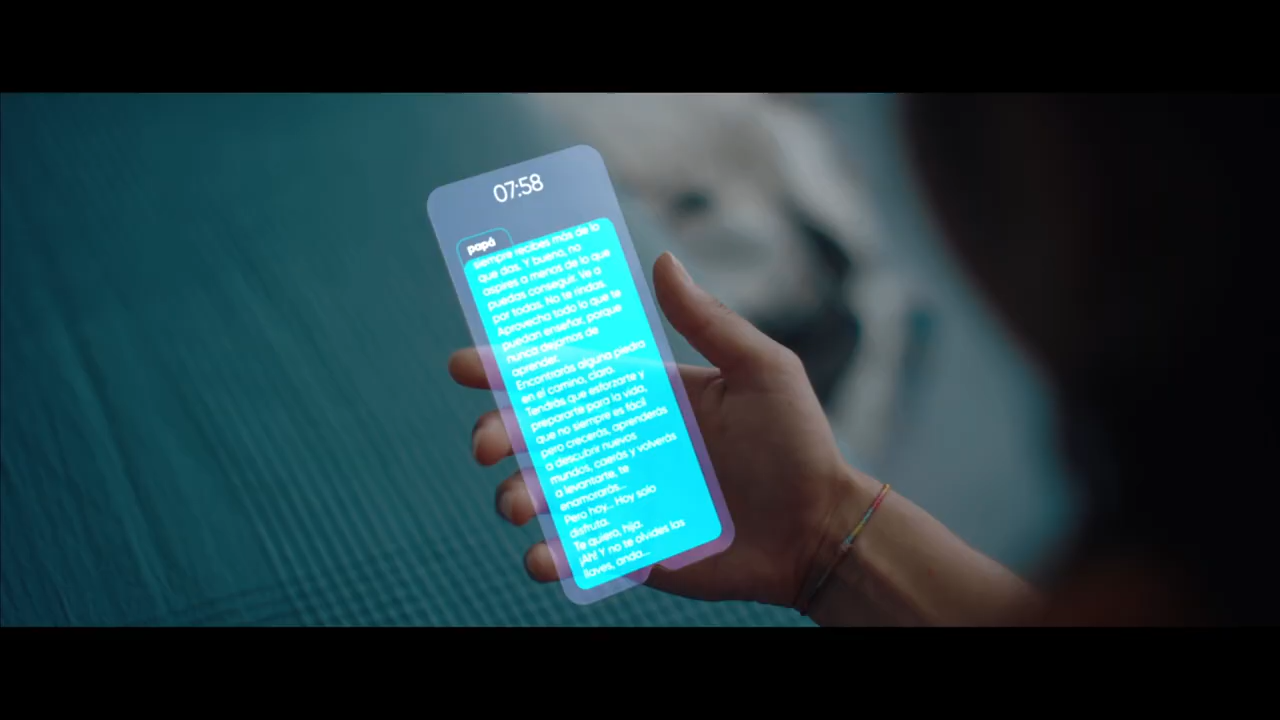 07:58
papá
siempre recibes más de lo
que das. Y bueno, no
aspires a menos de lo que
puedas conseguir. Ve a
por todas. No te rindas.
Aprovecha todo lo que te
puedan enseñar, porque
nunca dejamos de
aprender.
Encontrarás alguna piedra
en el camino, claro.
Tendrás que esforzarte y
prepararte para la vida,
que no siempre es fácil
pero crecerás, aprenderás
a descubrir nuevos
mundos, caerás y volverás
a levantarte, te
enamorarás...
Pero hoy... Hoy solo
disfruta.
Te quiero, hija.
¡Ah! Y no te olvides las
llaves, anda...